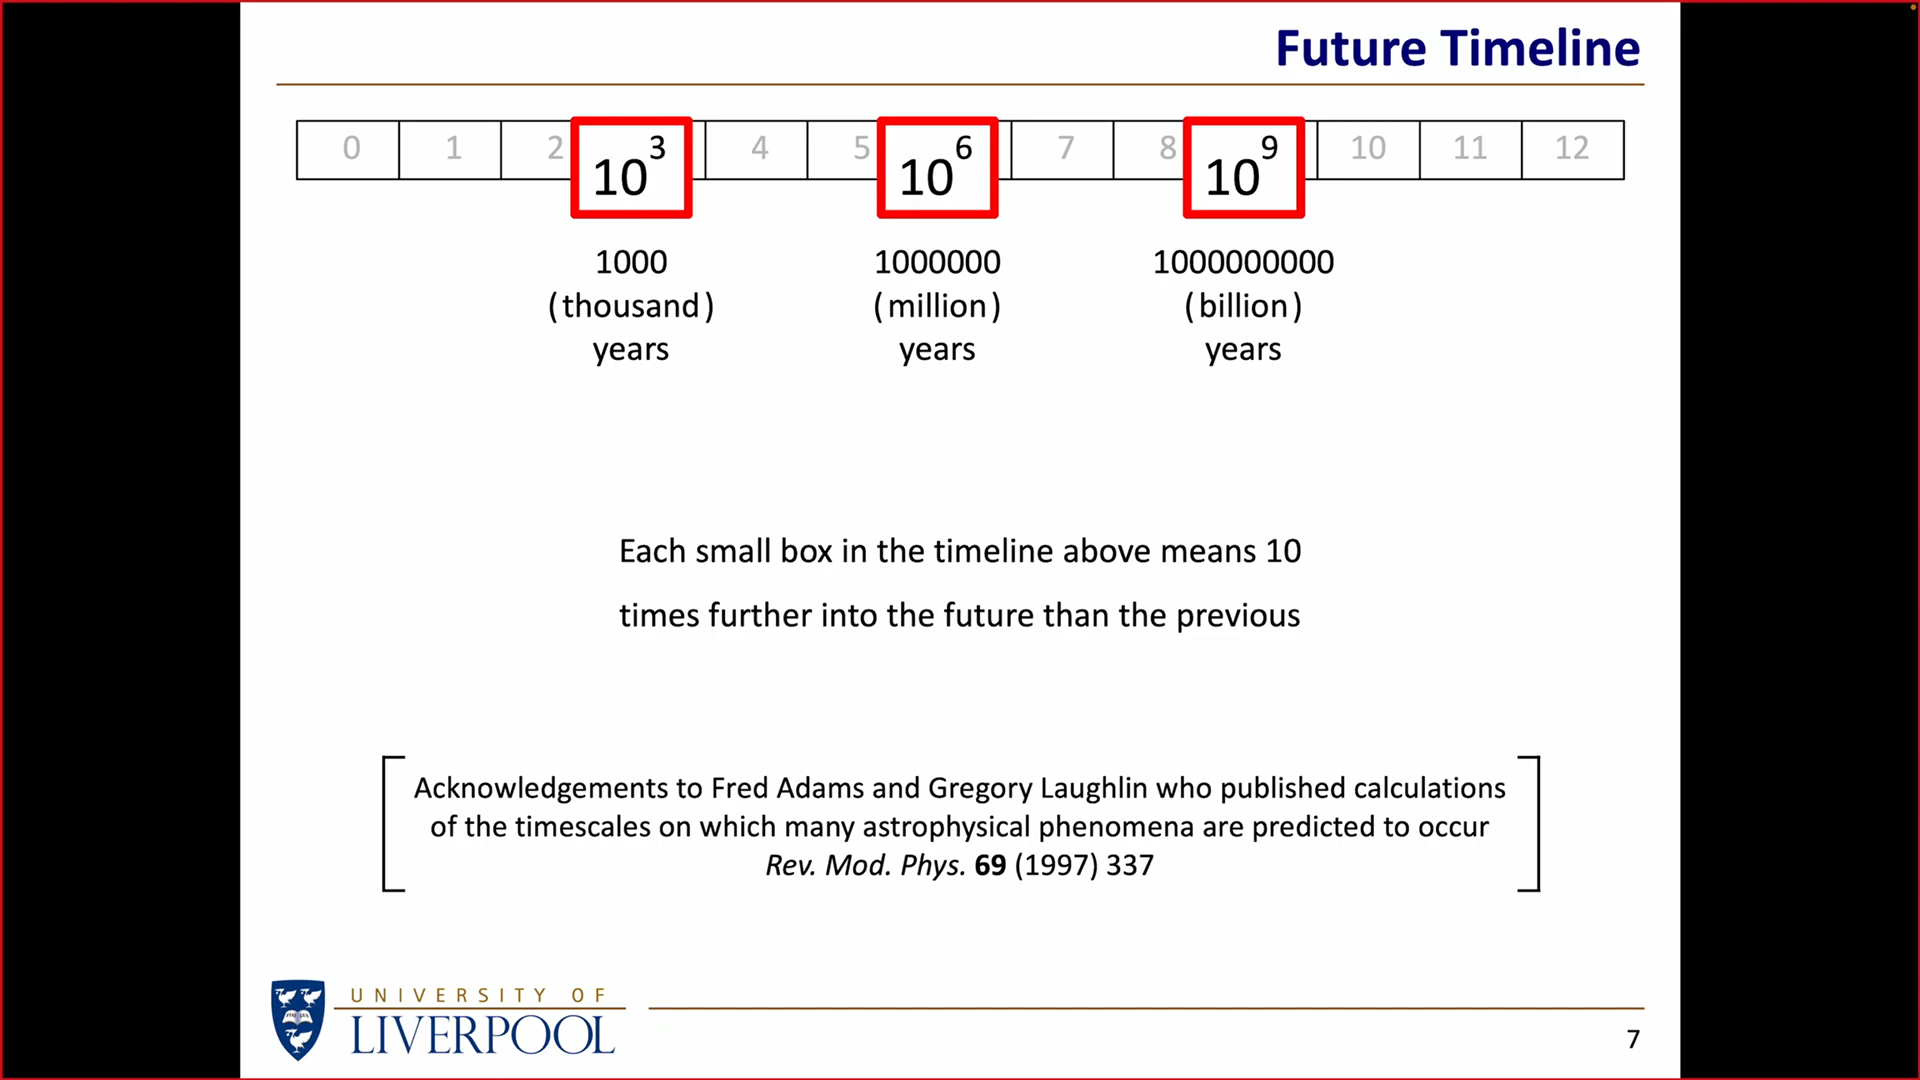 Future Timeline
0 1 2 10³ 4 5 10⁶ 7 8 10⁹ 10 11 12
1000 1000000 1000000000
(thousand) (million) (billion)
years years years
Each small box in the timeline above means 10
times further into the future than the previous
Acknowledgements to Fred Adams and Gregory Laughlin who published calculations
of the timescales on which many astrophysical phenomena are predicted to occur
Rev. Mod. Phys. 69 (1997) 337
UNIVERSITY OF
LIVERPOOL
7